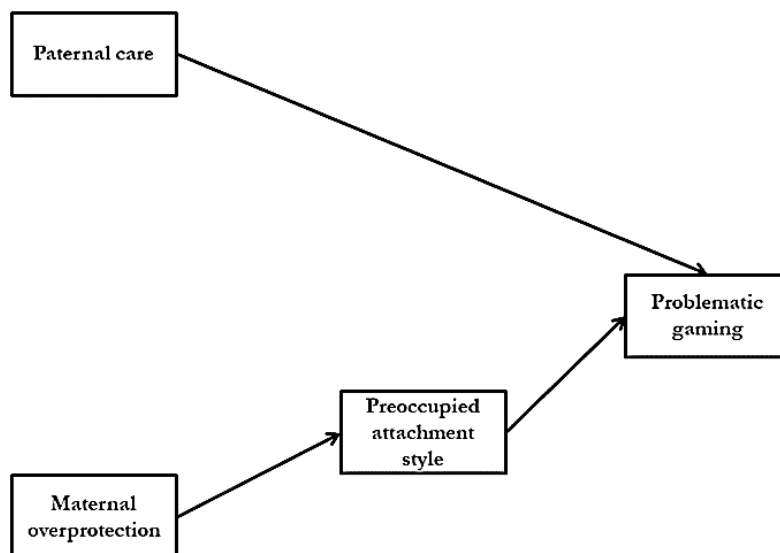 Paternal care
Problematic
gaming
Preoccupied
attachment
style
Maternal
overprotection